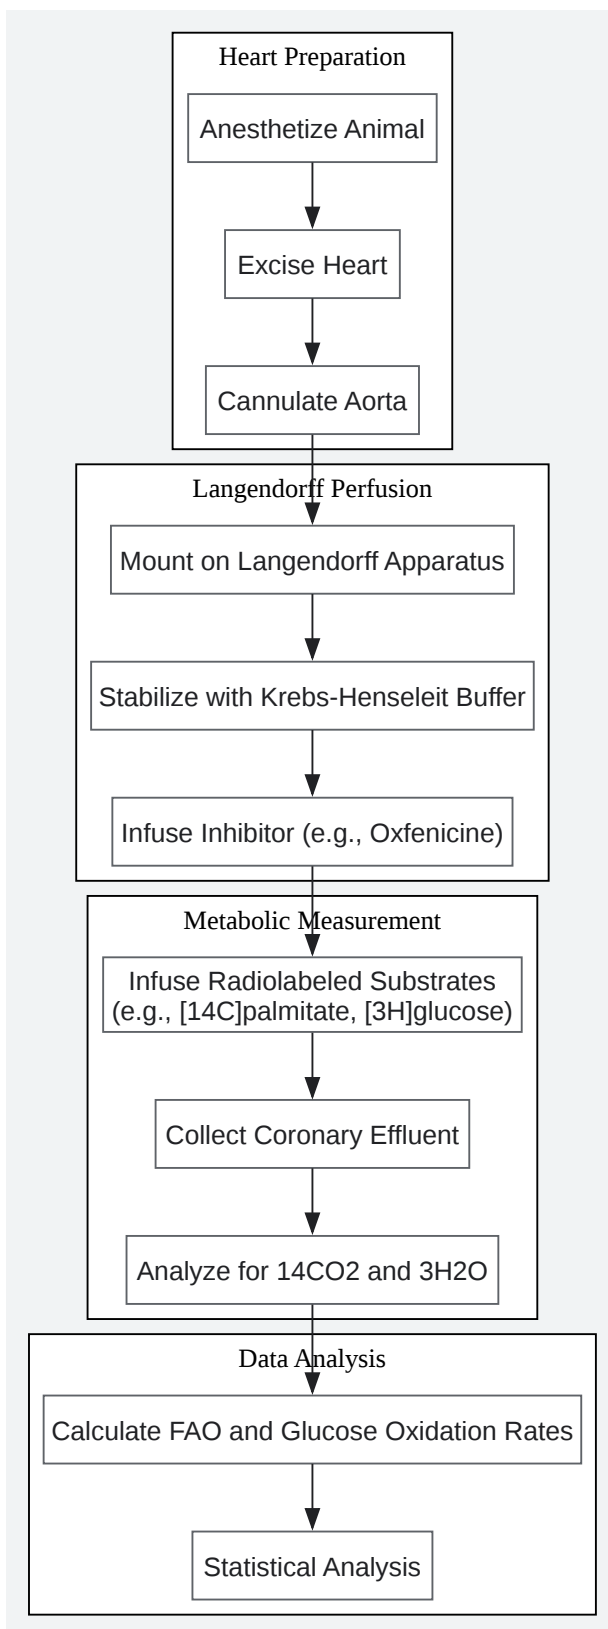 Heart Preparation
Anesthetize Animal
Excise Heart
Cannulate Aorta
Langendorff Perfusion
Mount on Langendorff Apparatus
Stabilize with Krebs-Henseleit Buffer
Infuse Inhibitor (e.g., Oxfenicine)
Metabolic Measurement
Infuse Radiolabeled Substrates
(e.g., [14C]palmitate, [3H]glucose)
Collect Coronary Effluent
Analyze for 14CO2 and 3H2O
Data Analysis
Calculate FAO and Glucose Oxidation Rates
Statistical Analysis